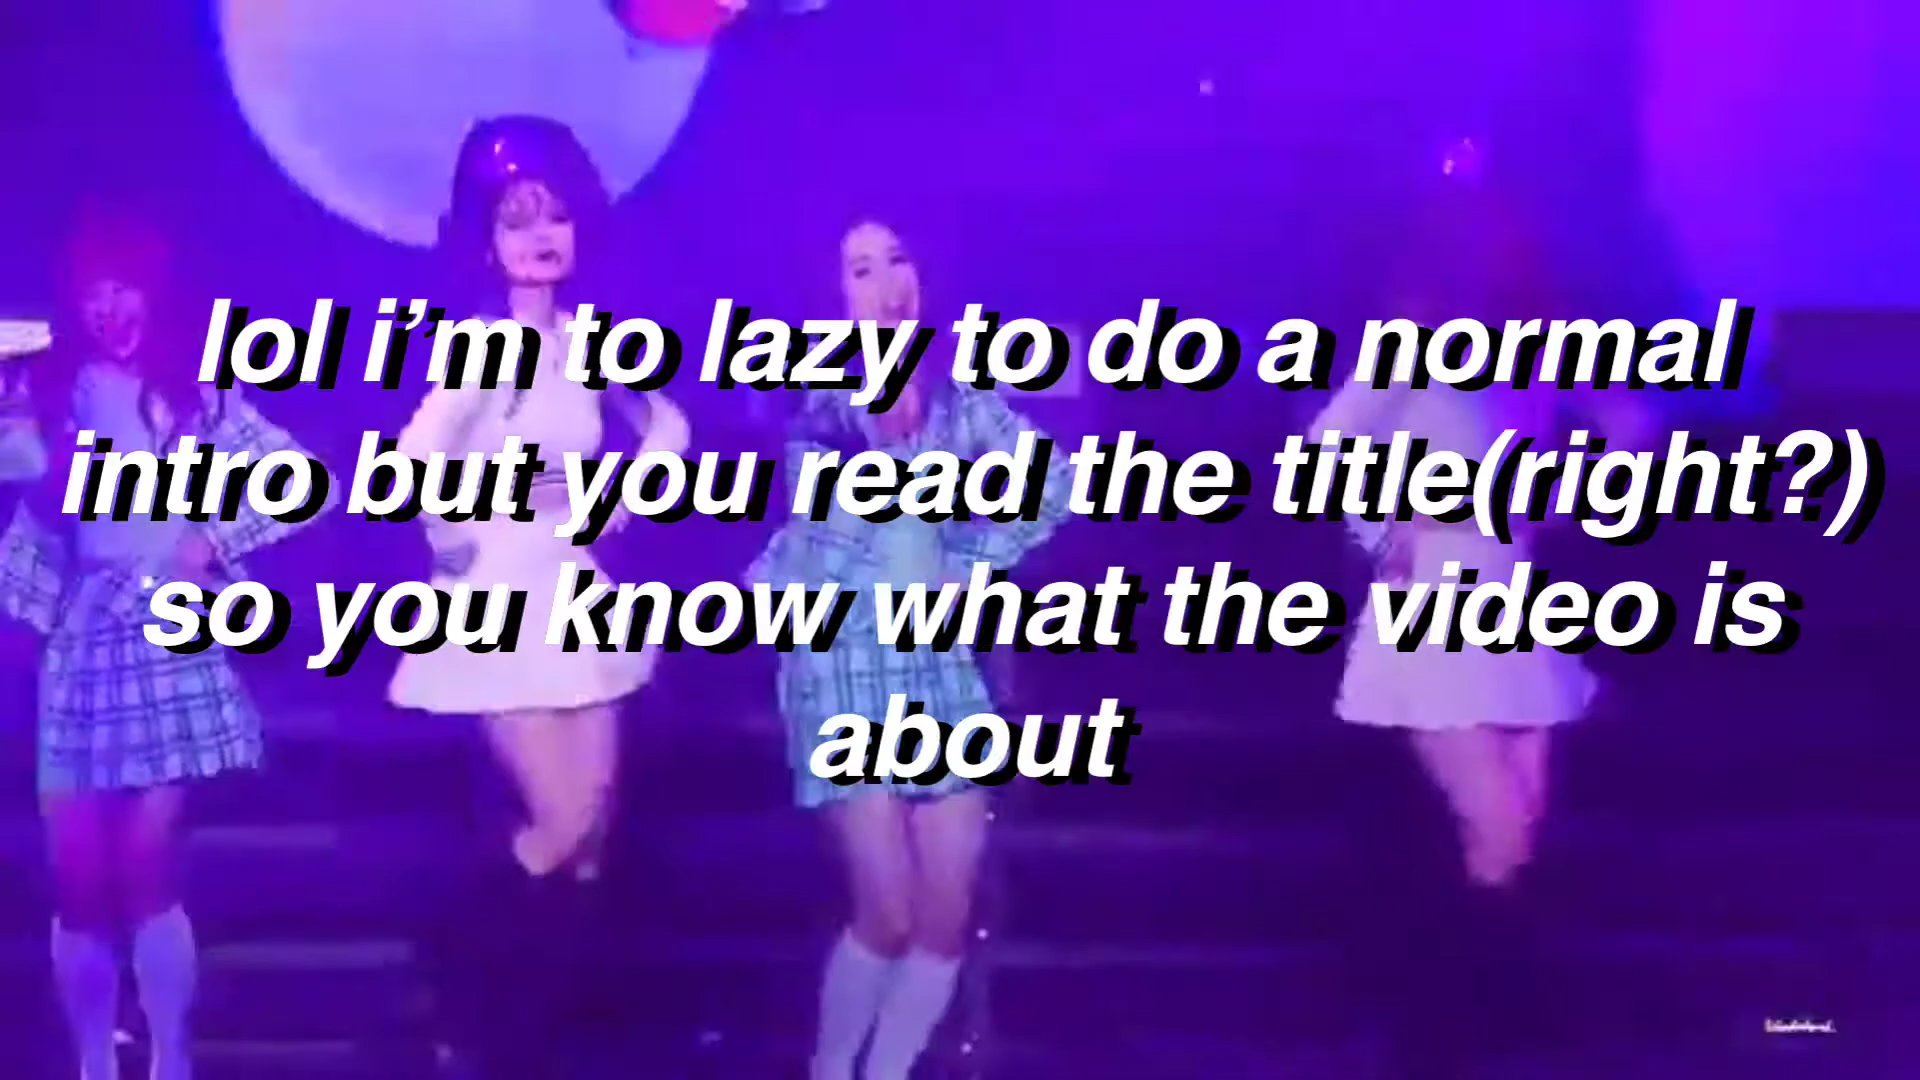 lol i’m to lazy to do a normal
intro but you read the title(right?)
so you know what the video is
about